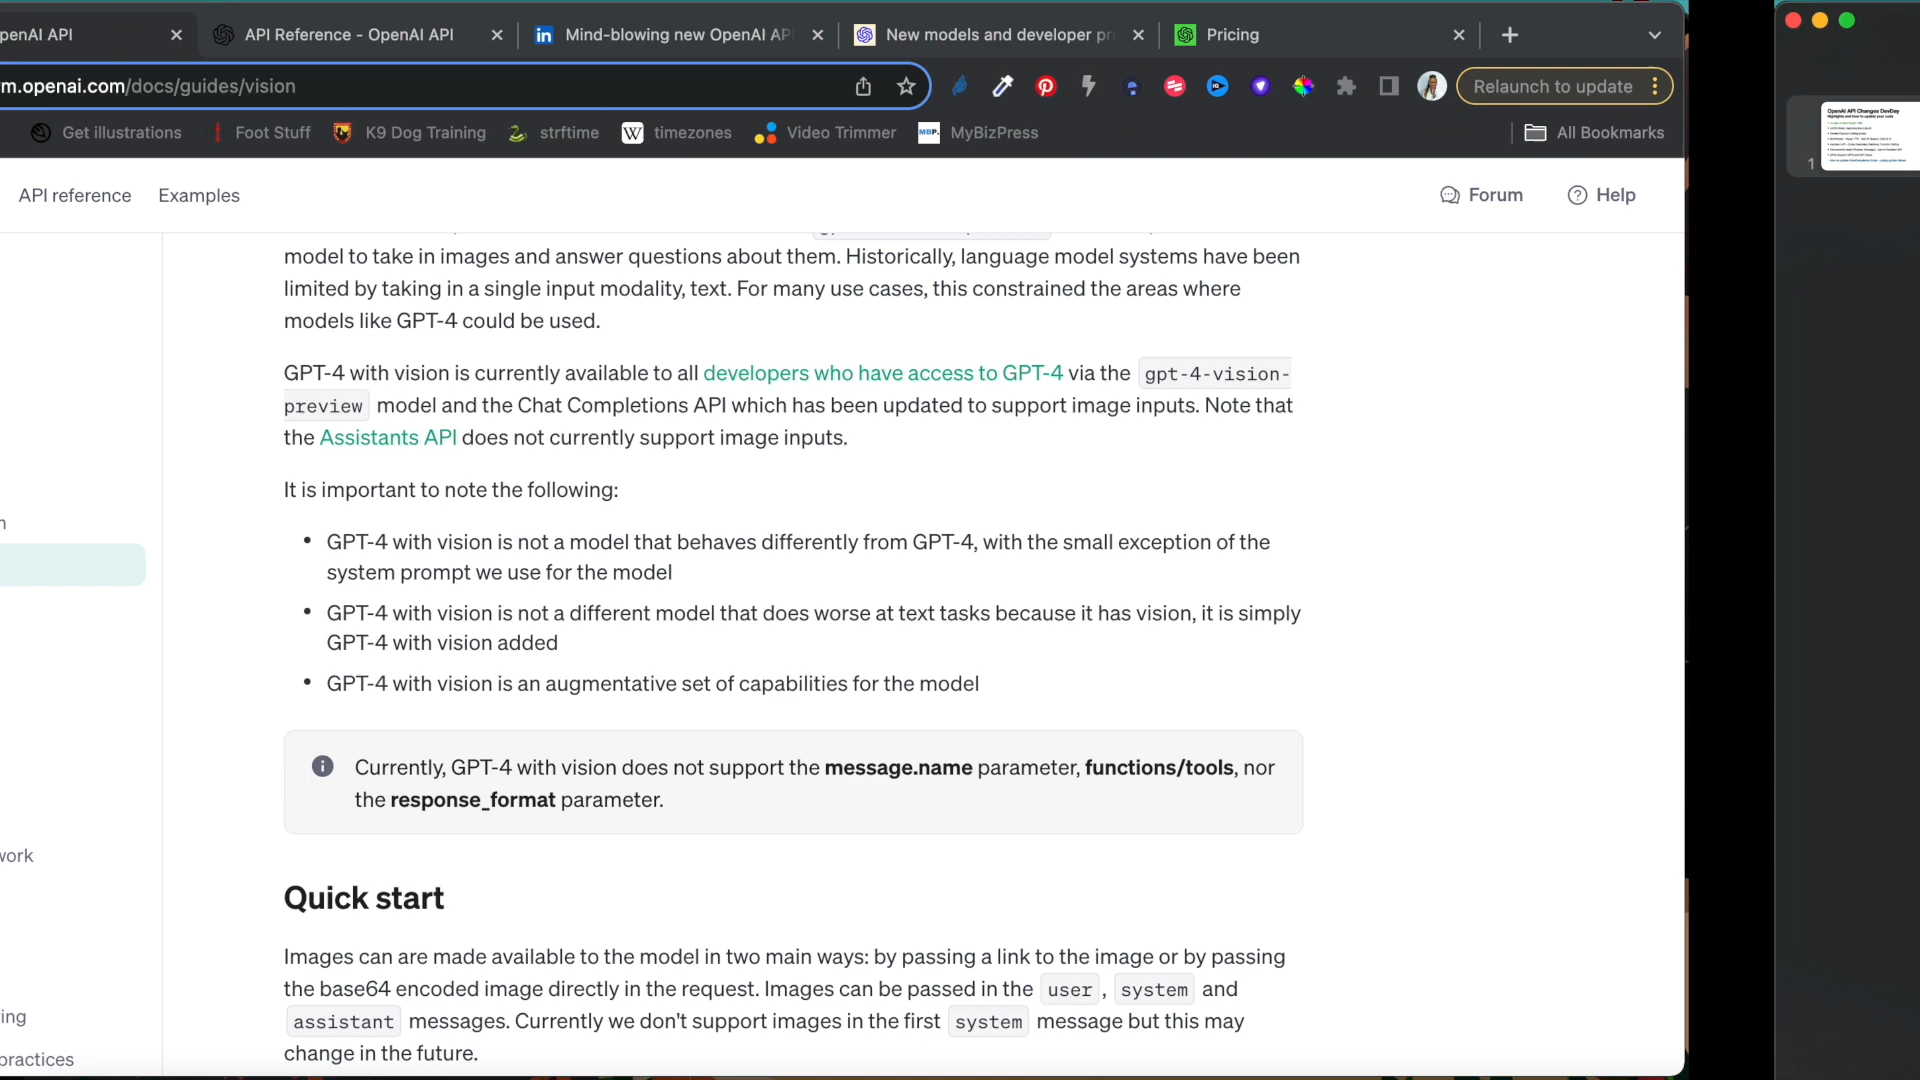 penAI API
API Reference - OpenAI API
Mind-blowing new OpenAI AP
New models and developer pr
Pricing
m.openai.com/docs/guides/vision
Relaunch to update
Get illustrations
Foot Stuff
K9 Dog Training
strftime
timezones
Video Trimmer
MyBizPress
All Bookmarks
API reference
Examples
Forum
Help
model to take in images and answer questions about them. Historically, language model systems have been
limited by taking in a single input modality, text. For many use cases, this constrained the areas where
models like GPT-4 could be used.
GPT-4 with vision is currently available to all developers who have access to GPT-4 via the gpt-4-vision-
preview model and the Chat Completions API which has been updated to support image inputs. Note that
the Assistants API does not currently support image inputs.
It is important to note the following:
• GPT-4 with vision is not a model that behaves differently from GPT-4, with the small exception of the
system prompt we use for the model
• GPT-4 with vision is not a different model that does worse at text tasks because it has vision, it is simply
GPT-4 with vision added
• GPT-4 with vision is an augmentative set of capabilities for the model
Currently, GPT-4 with vision does not support the message.name parameter, functions/tools, nor
the response_format parameter.
Quick start
Images can are made available to the model in two main ways: by passing a link to the image or by passing
the base64 encoded image directly in the request. Images can be passed in the user, system and
assistant messages. Currently we don't support images in the first system message but this may
change in the future.
n
work
ing
practices
OpenAI API Changes DevDay
Highlights and how to update your code
1